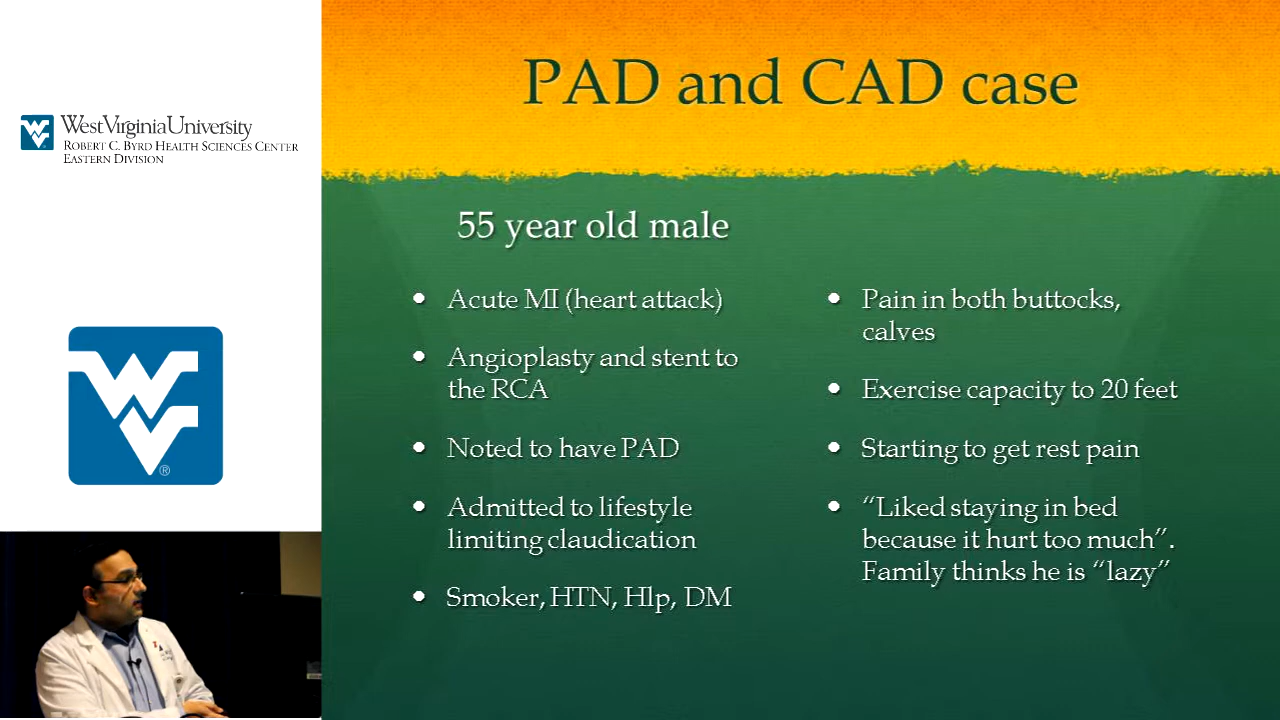 West Virginia University
ROBERT C. BYRD HEALTH SCIENCES CENTER
EASTERN DIVISION
PAD and CAD case
55 year old male
• Acute MI (heart attack)
• Angioplasty and stent to
the RCA
• Noted to have PAD
• Admitted to lifestyle
limiting claudication
• Smoker, HTN, Hlp, DM
• Pain in both buttocks,
calves
• Exercise capacity to 20 feet
• Starting to get rest pain
• “Liked staying in bed
because it hurt too much”.
Family thinks he is “lazy”
WV
®